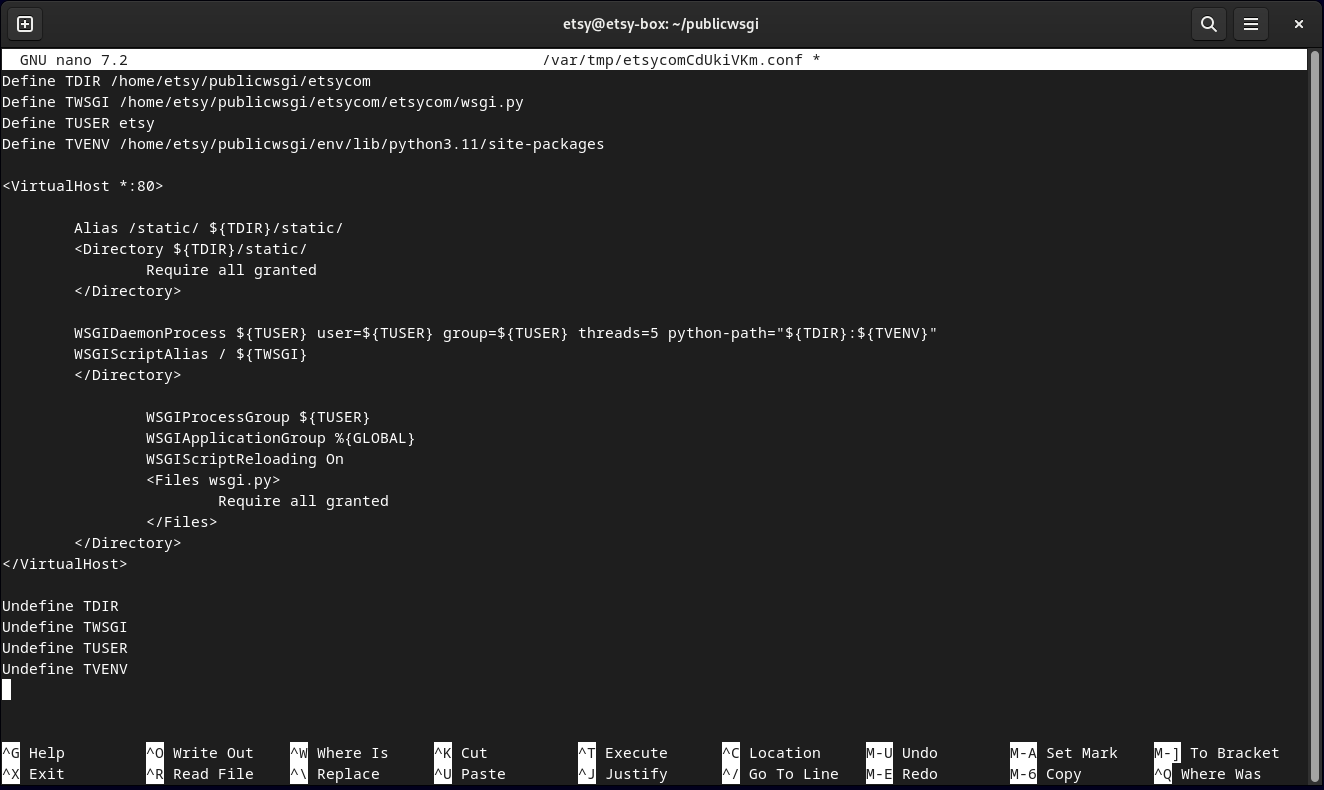 etsy@etsy-box: ~/publicwsgi
GNU nano 7.2 /var/tmp/etsycomCdUkiVKm.conf *
Define TDIR /home/etsy/publicwsgi/etsycom
Define TWSGI /home/etsy/publicwsgi/etsycom/etsycom/wsgi.py
Define TUSER etsy
Define TVENV /home/etsy/publicwsgi/env/lib/python3.11/site-packages
<VirtualHost *:80>
Alias /static/ ${TDIR}/static/
<Directory ${TDIR}/static/
Require all granted
</Directory>
WSGIDaemonProcess ${TUSER} user=${TUSER} group=${TUSER} threads=5 python-path="${TDIR}:${TVENV}"
WSGIScriptAlias / ${TWSGI}
</Directory>
WSGIProcessGroup ${TUSER}
WSGIApplicationGroup %{GLOBAL}
WSGIScriptReloading On
<Files wsgi.py>
Require all granted
</Files>
</Directory>
</VirtualHost>
Undefine TDIR
Undefine TWSGI
Undefine TUSER
Undefine TVENV
^G Help ^O Write Out ^W Where Is ^K Cut ^T Execute ^C Location M-U Undo M-A Set Mark M-] To Bracket
^X Exit ^R Read File ^\ Replace ^U Paste ^J Justify ^/ Go To Line M-E Redo M-6 Copy ^Q Where Was